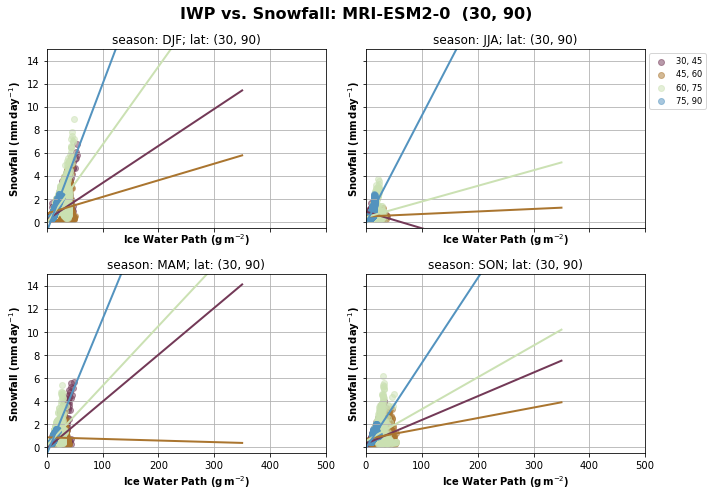 IWP vs. Snowfall: MRI-ESM2-0 (30, 90)
season: DJF; lat: (30, 90)
14
12
10
8
6
4
2
0
Snowfall (mm day⁻¹)
Ice Water Path (g m⁻²)
season: JJA; lat: (30, 90)
Snowfall (mm day⁻¹)
Ice Water Path (g m⁻²)
30, 45
45, 60
60, 75
75, 90
season: MAM; lat: (30, 90)
14
12
10
8
6
4
2
0
Snowfall (mm day⁻¹)
0 100 200 300 400 500
Ice Water Path (g m⁻²)
season: SON; lat: (30, 90)
Snowfall (mm day⁻¹)
0 100 200 300 400 500
Ice Water Path (g m⁻²)